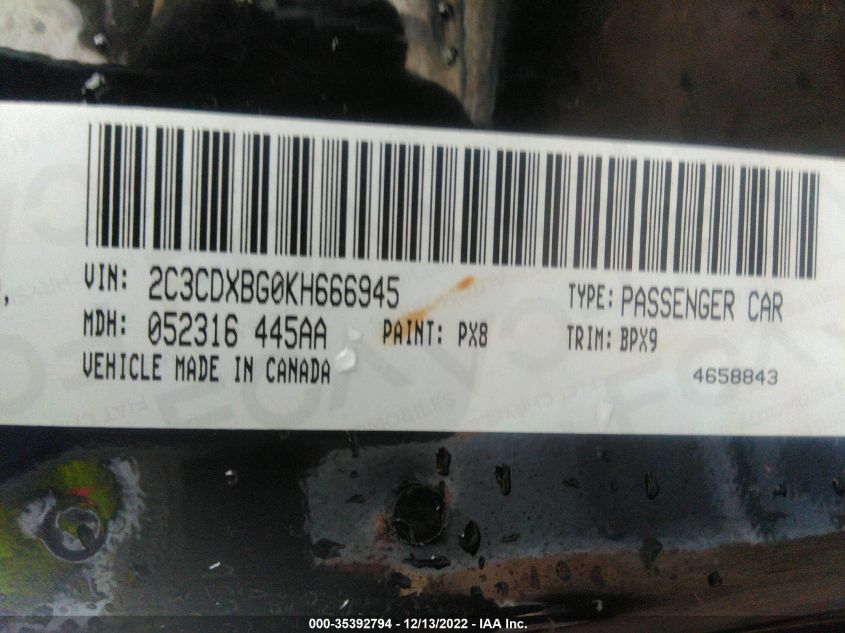 VIN: 2C3CDXBG0KH666945 TYPE: PASSENGER CAR
MDH: 052316 445AA PAINT: PX8 TRIM: BPX9
VEHICLE MADE IN CANADA 4658843
000-35392794 - 12/13/2022 - IAA Inc.